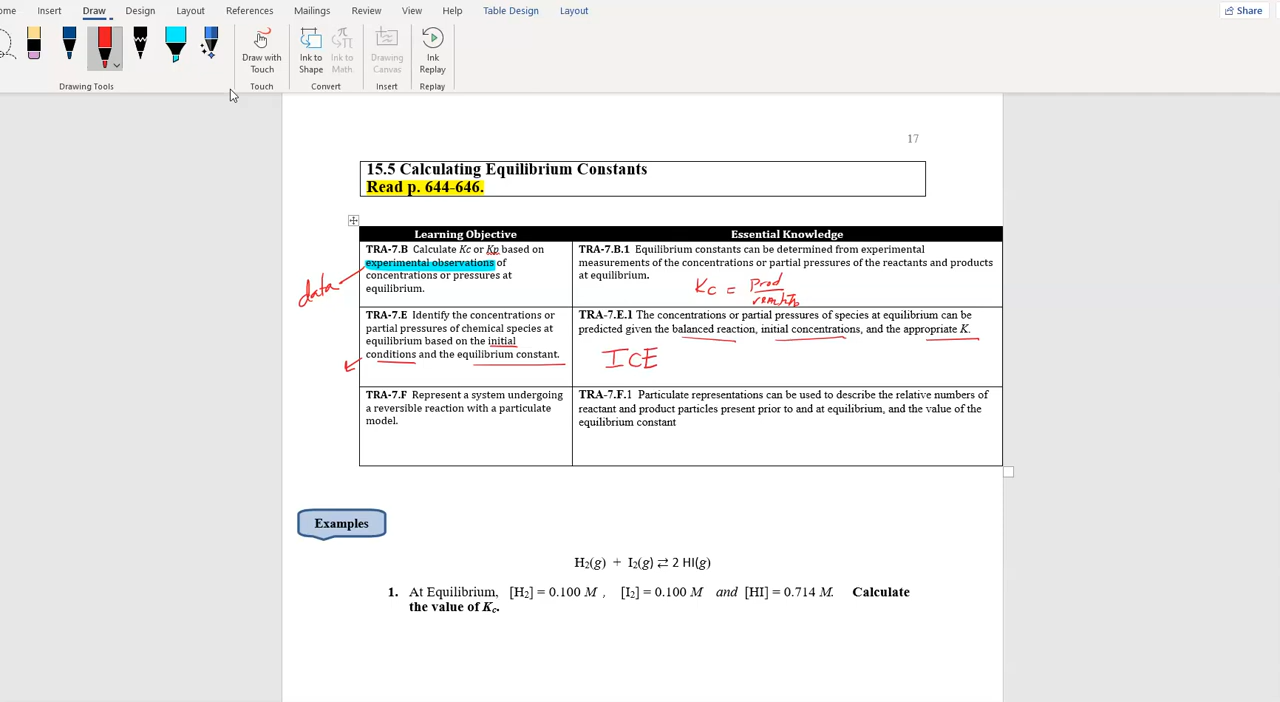 ome Insert Draw Design Layout References Mailings Review View Help Table Design Layout Share
Draw with Touch
Ink to Shape
Ink to Math
Drawing Canvas
Ink Replay
Drawing Tools Touch Convert Insert Replay
17
15.5 Calculating Equilibrium Constants
Read p. 644-646.
Learning Objective Essential Knowledge
TRA-7.B Calculate Kc or Kp based on
experimental observations of
concentrations or pressures at
equilibrium.
data
TRA-7.B.1 Equilibrium constants can be determined from experimental
measurements of the concentrations or partial pressures of the reactants and products
at equilibrium.
Kc = Prod
TRA-7.E Identify the concentrations or
partial pressures of chemical species at
equilibrium based on the initial
conditions and the equilibrium constant.
TRA-7.E.1 The concentrations or partial pressures of species at equilibrium can be
predicted given the balanced reaction, initial concentrations, and the appropriate K.
ICE
TRA-7.F Represent a system undergoing
a reversible reaction with a particulate
model.
TRA-7.F.1 Particulate representations can be used to describe the relative numbers of
reactant and product particles present prior to and at equilibrium, and the value of the
equilibrium constant
Examples
H₂(g) + I₂(g) ⇄ 2 HI(g)
1. At Equilibrium, [H₂] = 0.100 M , [I₂] = 0.100 M and [HI] = 0.714 M. Calculate
the value of Kc.